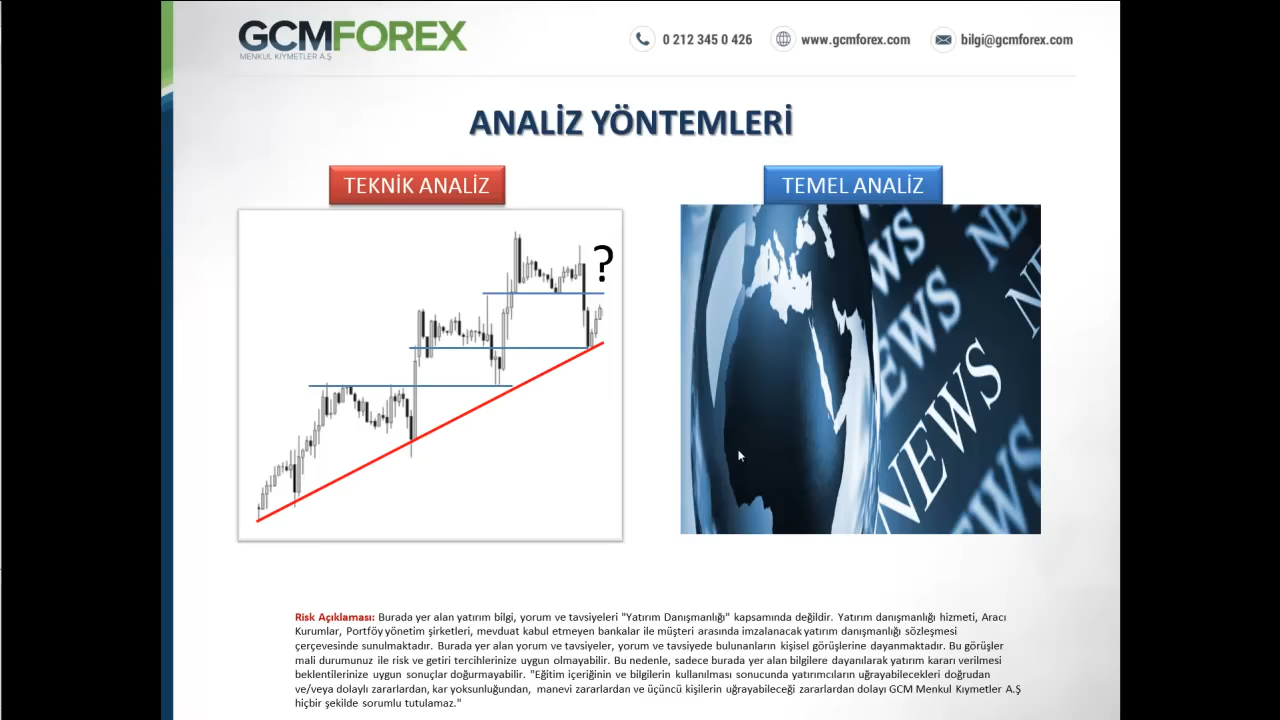 GCMFOREX
MENKUL KIYMETLER A.Ş
0 212 345 0 426
www.gcmforex.com
bilgi@gcmforex.com
ANALİZ YÖNTEMLERİ
TEKNİK ANALİZ
TEMEL ANALİZ
?
NEWS
NEWS
NEWS
NEWS
Risk Açıklaması: Burada yer alan yatırım bilgi, yorum ve tavsiyeleri "Yatırım Danışmanlığı" kapsamında değildir. Yatırım danışmanlığı hizmeti, Aracı
Kurumlar, Portföy yönetim şirketleri, mevduat kabul etmeyen bankalar ile müşteri arasında imzalanacak yatırım danışmanlığı sözleşmesi
çerçevesinde sunulmaktadır. Burada yer alan yorum ve tavsiyeler, yorum ve tavsiyede bulunanların kişisel görüşlerine dayanmaktadır. Bu görüşler
mali durumunuz ile risk ve getiri tercihlerinize uygun olmayabilir. Bu nedenle, sadece burada yer alan bilgilere dayanılarak yatırım kararı verilmesi
beklentilerinize uygun sonuçlar doğurmayabilir. "Eğitim içeriğinin ve bilgilerin kullanılması sonucunda yatırımcıların uğrayabilecekleri doğrudan
ve/veya dolaylı zararlardan, kar yoksunluğundan, manevi zararlardan ve üçüncü kişilerin uğrayabileceği zararlardan dolayı GCM Menkul Kıymetler A.Ş
hiçbir şekilde sorumlu tutulamaz."